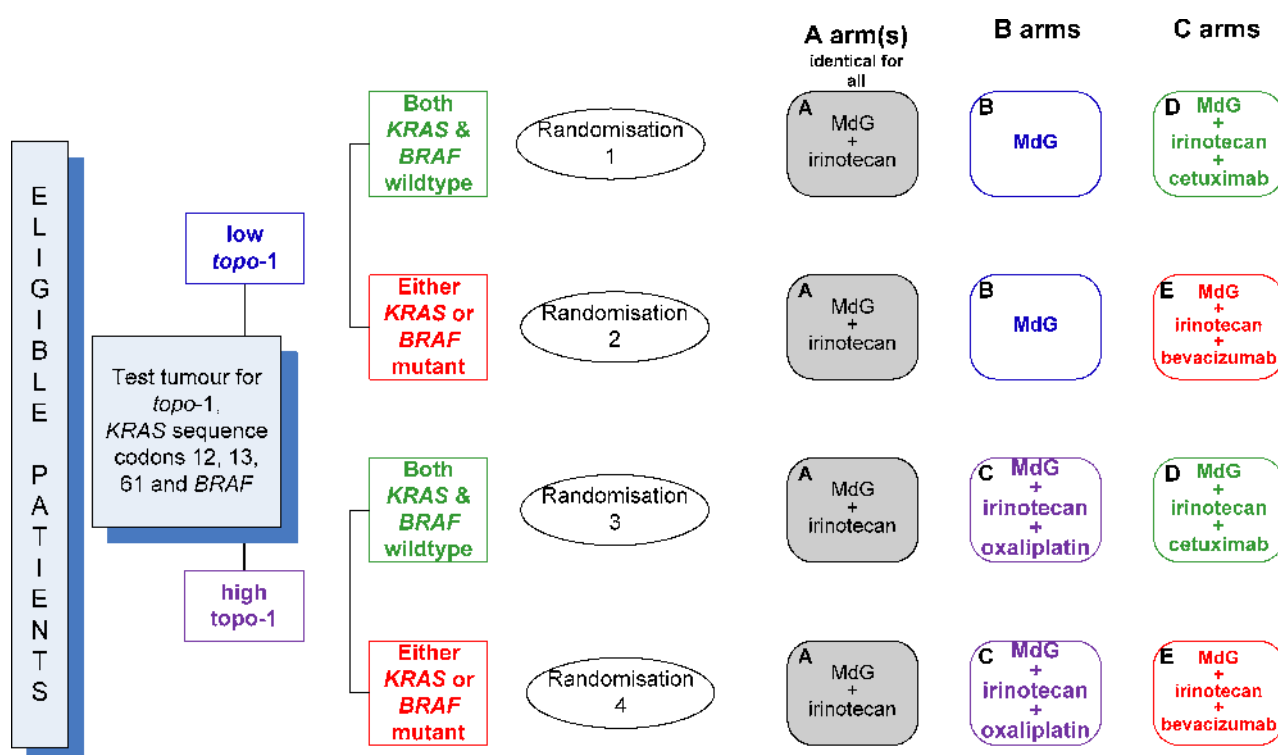 A arm(s)
identical for
all
B arms
C arms
E
L
I
G
I
B
L
E
P
A
T
I
E
N
T
S
Test tumour for
topo-1,
KRAS sequence
codons 12, 13,
61 and BRAF
low
topo-1
high
topo-1
Both
KRAS &
BRAF
wildtype
Randomisation
1
A
MdG
+
irinotecan
B
MdG
D
MdG
+
irinotecan
+
cetuximab
Either
KRAS or
BRAF
mutant
Randomisation
2
A
MdG
+
irinotecan
B
MdG
E
MdG
+
irinotecan
+
bevacizumab
Both
KRAS &
BRAF
wildtype
Randomisation
3
A
MdG
+
irinotecan
C
MdG
+
irinotecan
+
oxaliplatin
D
MdG
+
irinotecan
+
cetuximab
Either
KRAS or
BRAF
mutant
Randomisation
4
A
MdG
+
irinotecan
C
MdG
+
irinotecan
+
oxaliplatin
E
MdG
+
irinotecan
+
bevacizumab